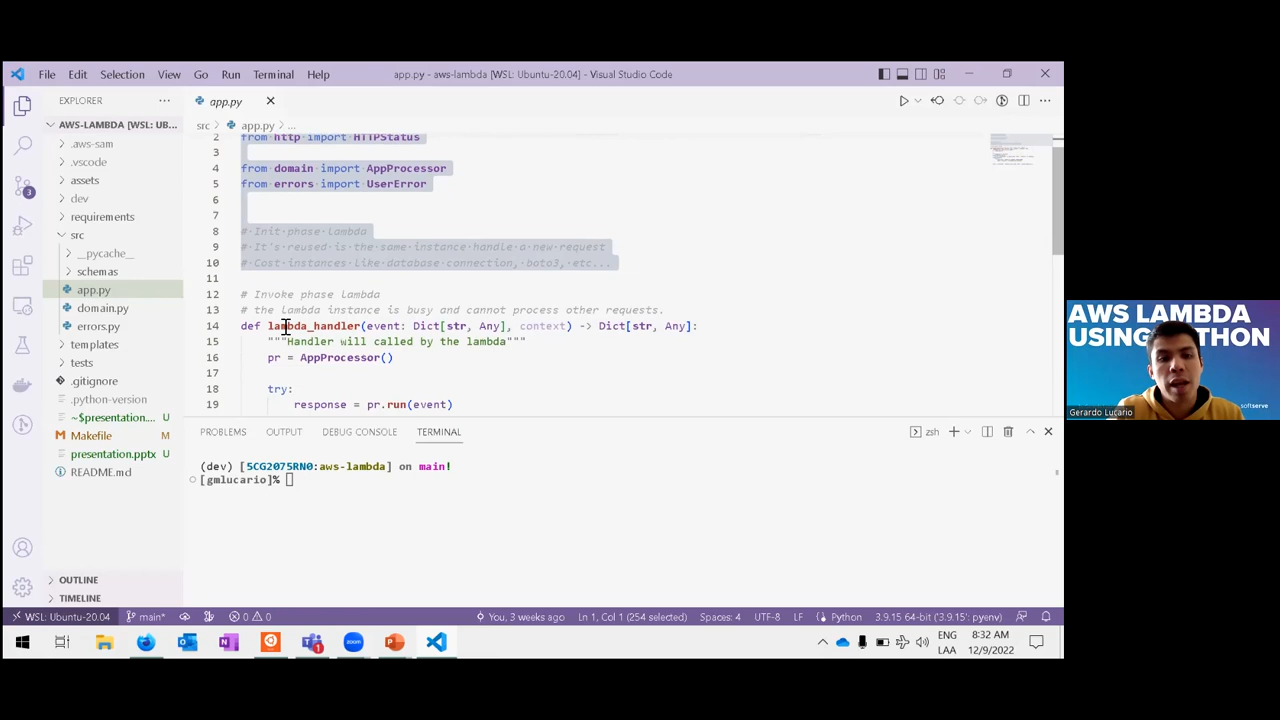 File Edit Selection View Go Run Terminal Help
app.py - aws-lambda [WSL: Ubuntu-20.04] - Visual Studio Code
EXPLORER
AWS-LAMBDA [WSL: UB...
.aws-sam
.vscode
assets
dev
requirements
src
__pycache__
schemas
app.py
domain.py
errors.py
templates
tests
.gitignore
.python-version
~$presentation.... U
Makefile M
presentation.pptx U
README.md
OUTLINE
TIMELINE
app.py
src > app.py > ...
2 from http import HTTPStatus
3
4 from domain import AppProcessor
5 from errors import UserError
6
7
8 # Init phase Lambda
9 # It's reused is the same instance handle a new request
10 # Cost instances like database connection, boto3, etc...
11
12 # Invoke phase Lambda
13 # the Lambda instance is busy and cannot process other requests.
14 def lambda_handler(event: Dict[str, Any], context) -> Dict[str, Any]:
15 """Handler will called by the lambda"""
16 pr = AppProcessor()
17
18 try:
19 response = pr.run(event)
PROBLEMS OUTPUT DEBUG CONSOLE TERMINAL
zsh
(dev) [5CG2075RN0:aws-lambda] on main!
[gmlucario]%
3
WSL: Ubuntu-20.04 main* 0 0 You, 3 weeks ago Ln 1, Col 1 (254 selected) Spaces: 4 UTF-8 LF Python 3.9.15 64-bit ('3.9.15': pyenv)
1
ENG
LAA
8:32 AM
12/9/2022
AWS LAMBDA
USING PYTHON
Gerardo Lucario
softserve